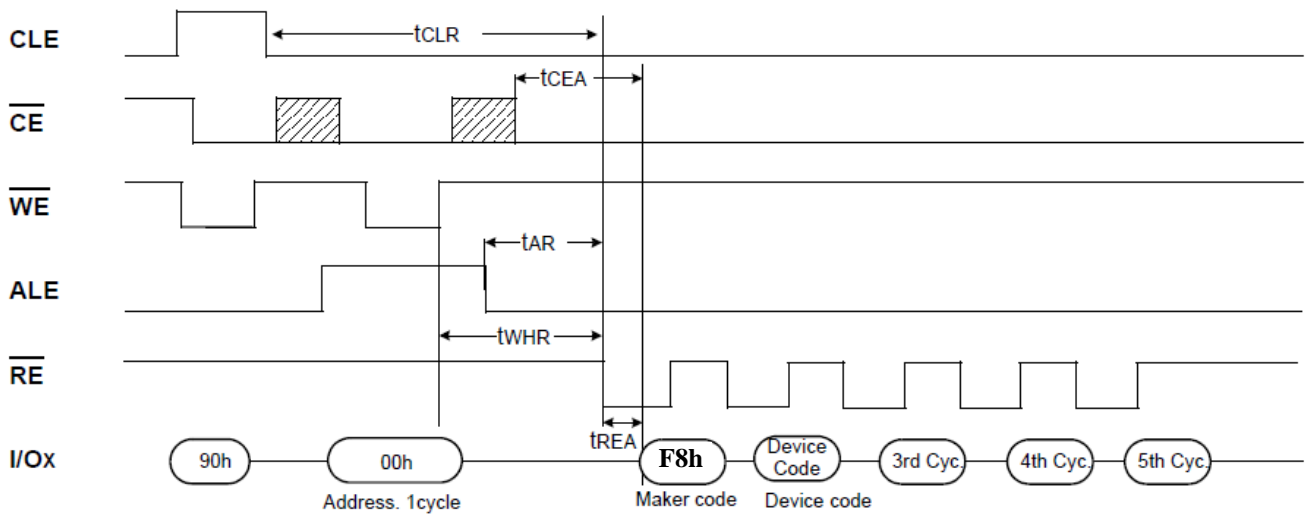 CLE
tCLR
tCEA
CE
WE
tAR
ALE
tWHR
RE
tREA
I/Ox
90h
00h
F8h
Device
Code
3rd Cyc.
4th Cyc.
5th Cyc.
Address. 1cycle
Maker code
Device code